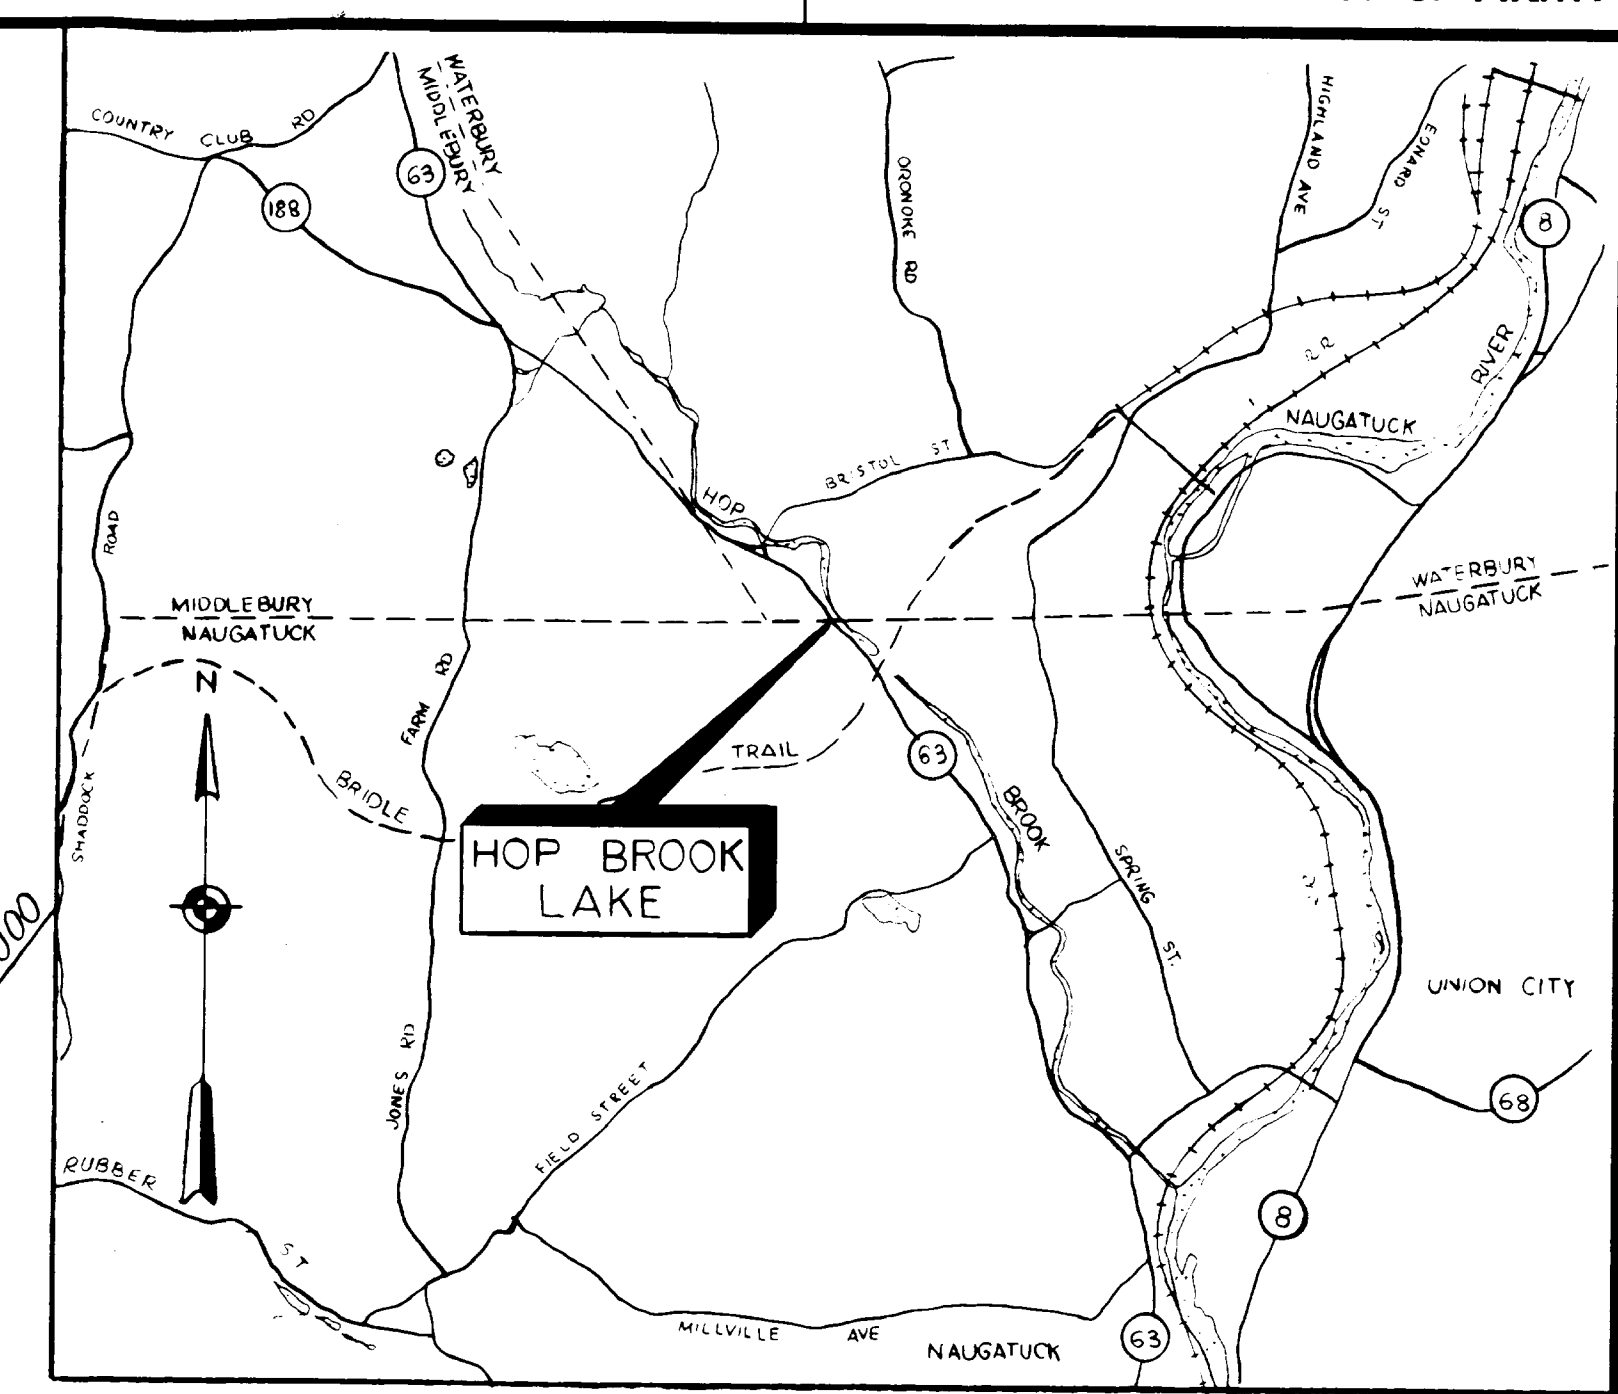 COUNTRY CLUB RD
WATERBURY
MIDDLEBURY
63
188
ORONOKE RD
HIGHLAND AVE
EDNARD ST
8
RIVER
RR
NAUGATUCK
BRISTOL ST
HOP
ROAD
MIDDLEBURY
NAUGATUCK
WATERBURY
NAUGATUCK
N
FARM RD
TRAIL
63
SHADDOCK
BRIDLE
BROOK
HOP BROOK
LAKE
SPRING ST.
UNION CITY
JONES RD
FIELD STREET
68
RUBBER ST
8
MILLVILLE AVE
NAUGATUCK
63